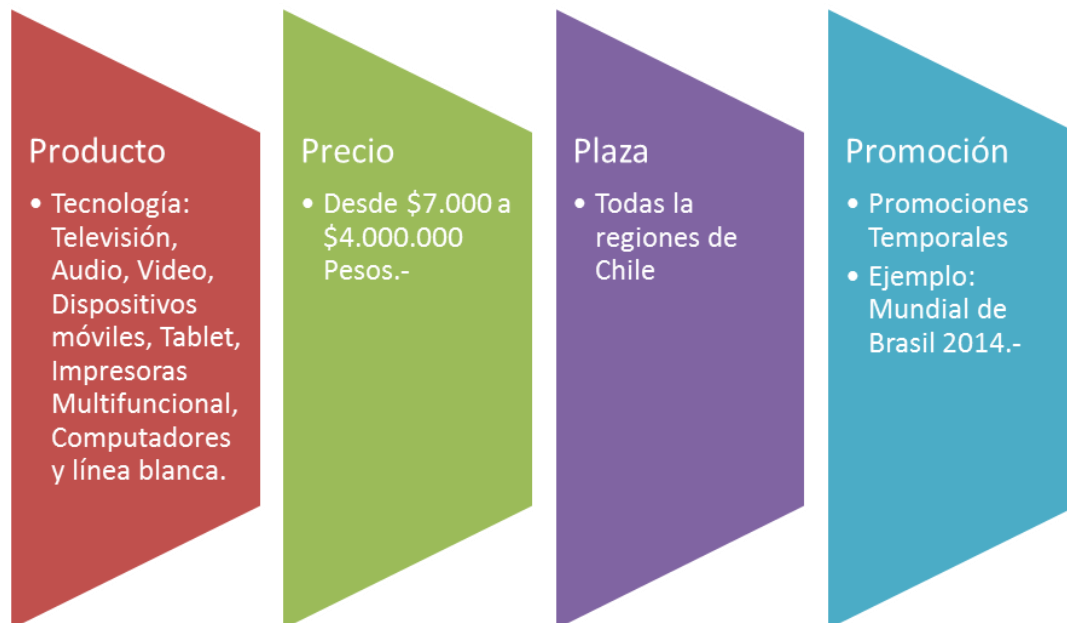 Producto
• Tecnología:
Televisión,
Audio, Video,
Dispositivos
móviles, Tablet,
Impresoras
Multifuncional,
Computadores
y línea blanca.
Precio
• Desde $7.000 a
$4.000.000
Pesos.-
Plaza
• Todas la
regiones de
Chile
Promoción
• Promociones
Temporales
• Ejemplo:
Mundial de
Brasil 2014.-